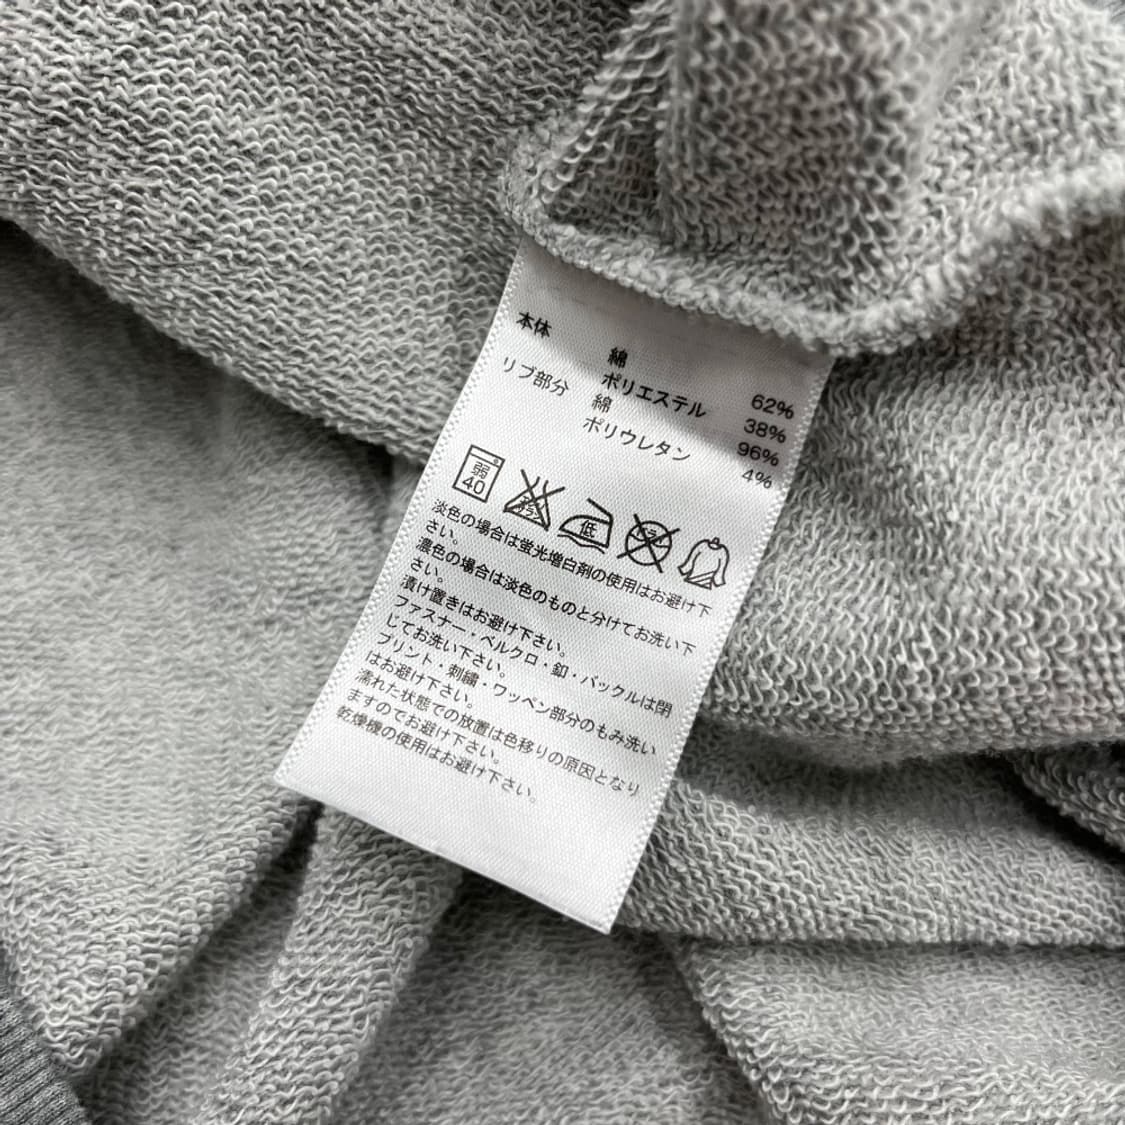 本体 綿 62%
ポリエステル 38%
リブ部分 綿 96%
ポリウレタン 4%
弱
40
低
淡色の場合は蛍光増白剤の使用はお避け下
さい。
濃色の場合は淡色のものと分けてお洗い下
さい。
漬け置きはお避け下さい。
ファスナー・ベルクロ・釦・バックルは閉
じてお洗い下さい。
プリント・刺繍・ワッペン部分のもみ洗い
はお避け下さい。
濡れた状態での放置は色移りの原因となり
ますのでお避け下さい。
乾燥機の使用はお避け下さい。